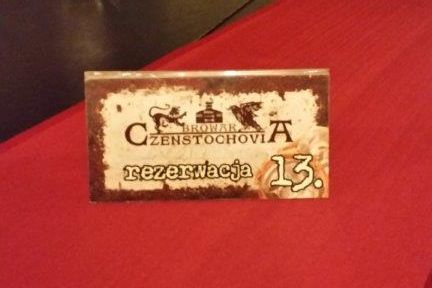 BROWAR
CZENSTOCHOVIA
rezerwacja 13.